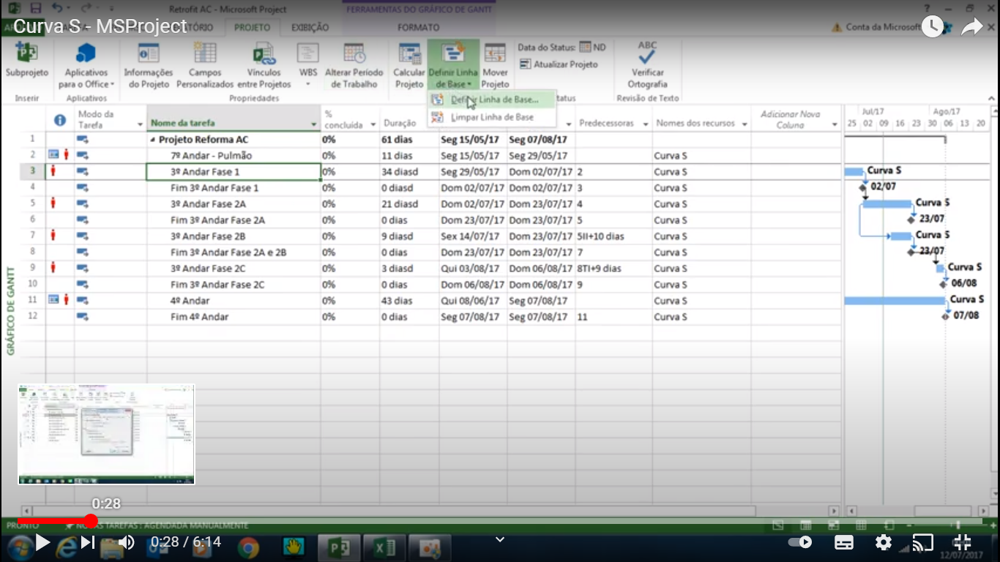 Retrofit AC - Microsoft Project
FERRAMENTAS DO GRÁFICO DE GANTT
Curva S - MSProject
PROJETO
EXIBIÇÃO
FORMATO
Conta da Microsoft
Subprojeto
Aplicativos para o Office
Informações do Projeto
Campos Personalizados
Vínculos entre Projetos
WBS
Alterar Período de Trabalho
Calcular Projeto
Definir Linha de Base
Mover Projeto
Data do Status: ND
Atualizar Projeto
ABC
Verificar Ortografia
Inserir
Aplicativos
Propriedades
Revisão de Texto
Definir Linha de Base...
Limpar Linha de Base
Modo da Tarefa
Nome da tarefa
% concluída
Duração
Predecessoras
Nomes dos recursos
Adicionar Nova Coluna
Jul/17 Ago/17
25 02 09 16 23 30 06 13 20
1 Projeto Reforma AC 0% 61 dias Seg 15/05/17 Seg 07/08/17
2 7º Andar - Pulmão 0% 11 dias Seg 15/05/17 Seg 29/05/17 Curva S
3 3º Andar Fase 1 0% 34 diasd Seg 29/05/17 Dom 02/07/17 2 Curva S Curva S
4 Fim 3º Andar Fase 1 0% 0 diasd Dom 02/07/17 Dom 02/07/17 3 Curva S 02/07
5 3º Andar Fase 2A 0% 21 diasd Dom 02/07/17 Dom 23/07/17 4 Curva S Curva S
6 Fim 3º Andar Fase 2A 0% 0 dias Dom 23/07/17 Dom 23/07/17 5 Curva S 23/07
7 3º Andar Fase 2B 0% 9 diasd Sex 14/07/17 Dom 23/07/17 5II+10 dias Curva S Curva S
8 Fim 3º Andar Fase 2A e 2B 0% 0 dias Dom 23/07/17 Dom 23/07/17 7 Curva S 23/07
9 3º Andar Fase 2C 0% 3 diasd Qui 03/08/17 Dom 06/08/17 8TI+9 dias Curva S Curva S
10 Fim 3º Andar Fase 2C 0% 0 dias Dom 06/08/17 Dom 06/08/17 9 Curva S 06/08
11 4º Andar 0% 43 dias Qui 08/06/17 Seg 07/08/17 Curva S Curva S
12 Fim 4º Andar 0% 0 dias Seg 07/08/17 Seg 07/08/17 11 Curva S 07/08
GRÁFICO DE GANTT
0:28
PRONTO
TAREFAS : AGENDADA MANUALMENTE
0:28 / 6:14
12/07/2017